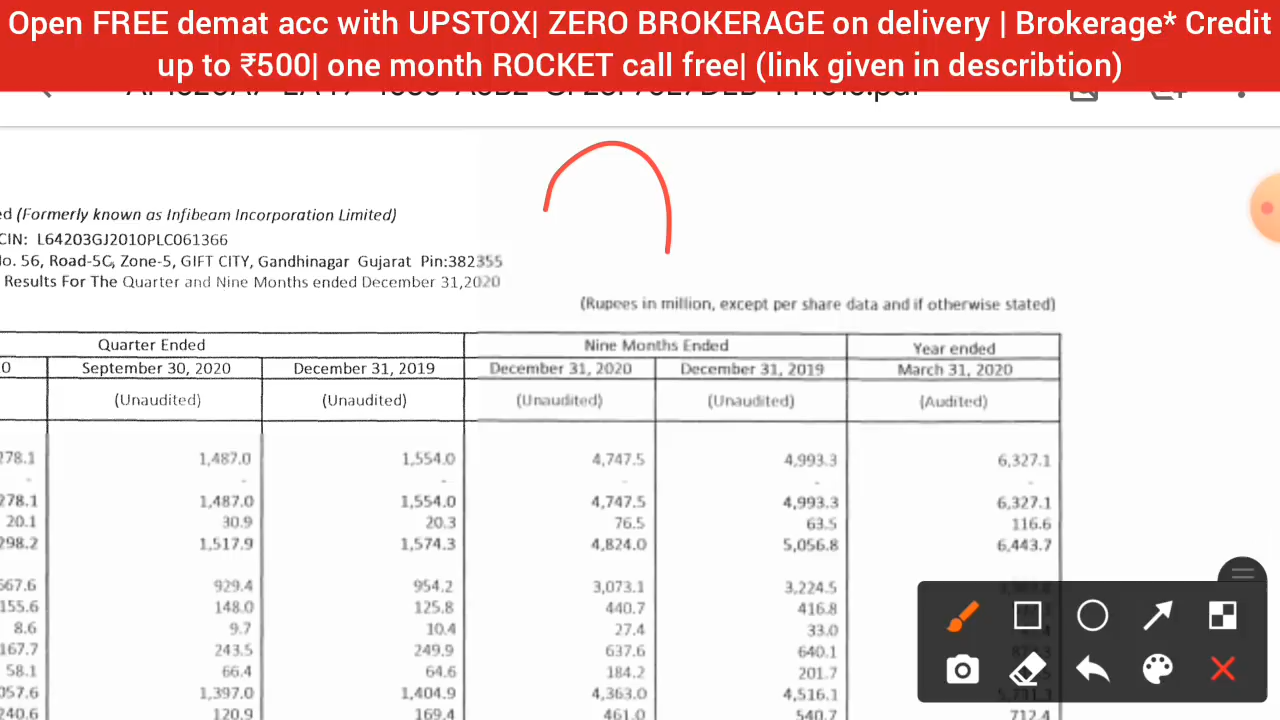 Open FREE demat acc with UPSTOX| ZERO BROKERAGE on delivery | Brokerage* Credit
up to ₹500| one month ROCKET call free| (link given in describtion)
ed (Formerly known as Infibeam Incorporation Limited)
CIN: L64203GJ2010PLC061366
lo. 56, Road-5C, Zone-5, GIFT CITY, Gandhinagar Gujarat Pin:382355
Results For The Quarter and Nine Months ended December 31,2020
(Rupees in million, except per share data and if otherwise stated)
Quarter Ended Nine Months Ended Year ended
0 September 30, 2020 December 31, 2019 December 31, 2020 December 31, 2019 March 31, 2020
(Unaudited) (Unaudited) (Unaudited) (Unaudited) (Audited)
278.1 1,487.0 1,554.0 4,747.5 4,993.3 6,327.1
- - - - - -
278.1 1,487.0 1,554.0 4,747.5 4,993.3 6,327.1
20.1 30.9 20.3 76.5 63.5 116.6
298.2 1,517.9 1,574.3 4,824.0 5,056.8 6,443.7
567.6 929.4 954.2 3,073.1 3,224.5
155.6 148.0 125.8 440.7 416.8
8.6 9.7 10.4 27.4 33.0
167.7 243.5 249.9 637.6 640.1
58.1 66.4 64.6 184.2 201.7
057.6 1,397.0 1,404.9 4,363.0 4,516.1 5,731.3
240.6 120.9 169.4 461.0 540.7 712.4